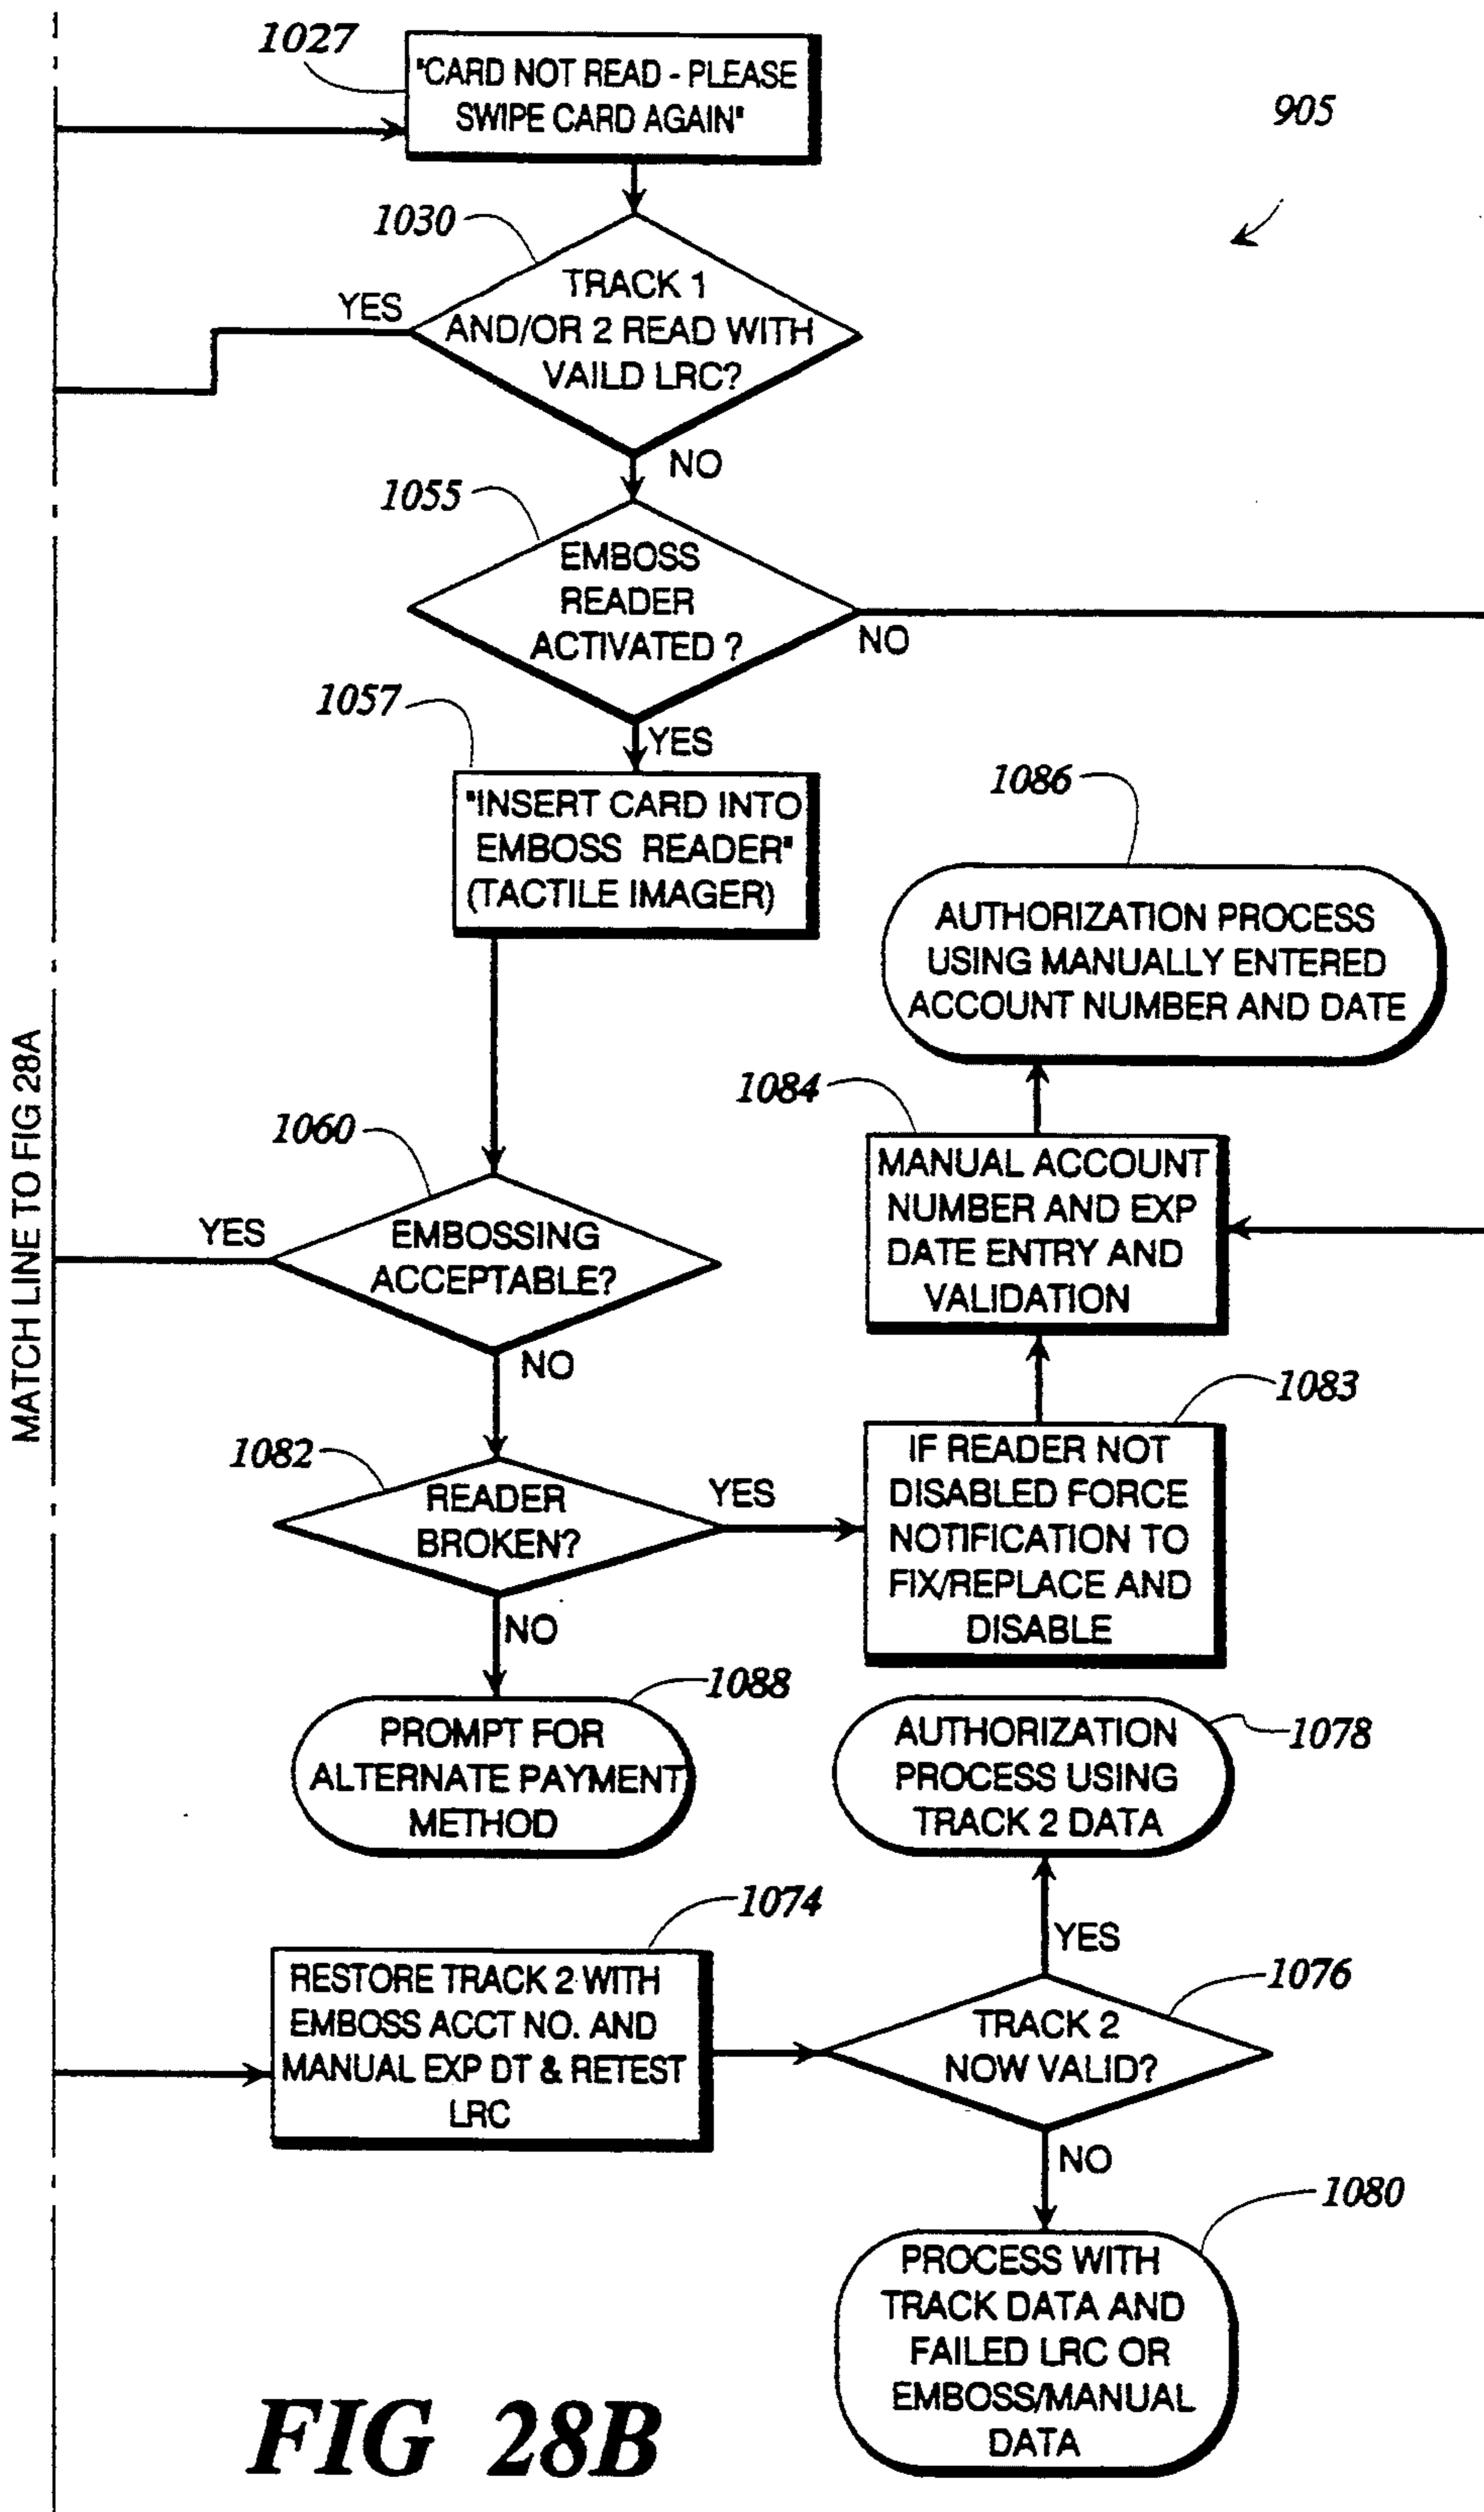 1027
"CARD NOT READ - PLEASE
SWIPE CARD AGAIN"
905
1030
TRACK 1
AND/OR 2 READ WITH
VAILD LRC?
YES
NO
1055
EMBOSS
READER
ACTIVATED ?
NO
YES
1057
"INSERT CARD INTO
EMBOSS READER"
(TACTILE IMAGER)
1086
AUTHORIZATION PROCESS
USING MANUALLY ENTERED
ACCOUNT NUMBER AND DATE
1084
MANUAL ACCOUNT
NUMBER AND EXP
DATE ENTRY AND
VALIDATION
MATCH LINE TO FIG 28A
1060
YES
EMBOSSING
ACCEPTABLE?
NO
1083
IF READER NOT
DISABLED FORCE
NOTIFICATION TO
FIX/REPLACE AND
DISABLE
1082
READER
BROKEN?
YES
NO
1088
PROMPT FOR
ALTERNATE PAYMENT
METHOD
1078
AUTHORIZATION
PROCESS USING
TRACK 2 DATA
1074
RESTORE TRACK 2 WITH
EMBOSS ACCT NO. AND
MANUAL EXP DT & RETEST
LRC
YES
1076
TRACK 2
NOW VALID?
NO
1080
PROCESS WITH
TRACK DATA AND
FAILED LRC OR
EMBOSS/MANUAL
DATA
FIG 28B